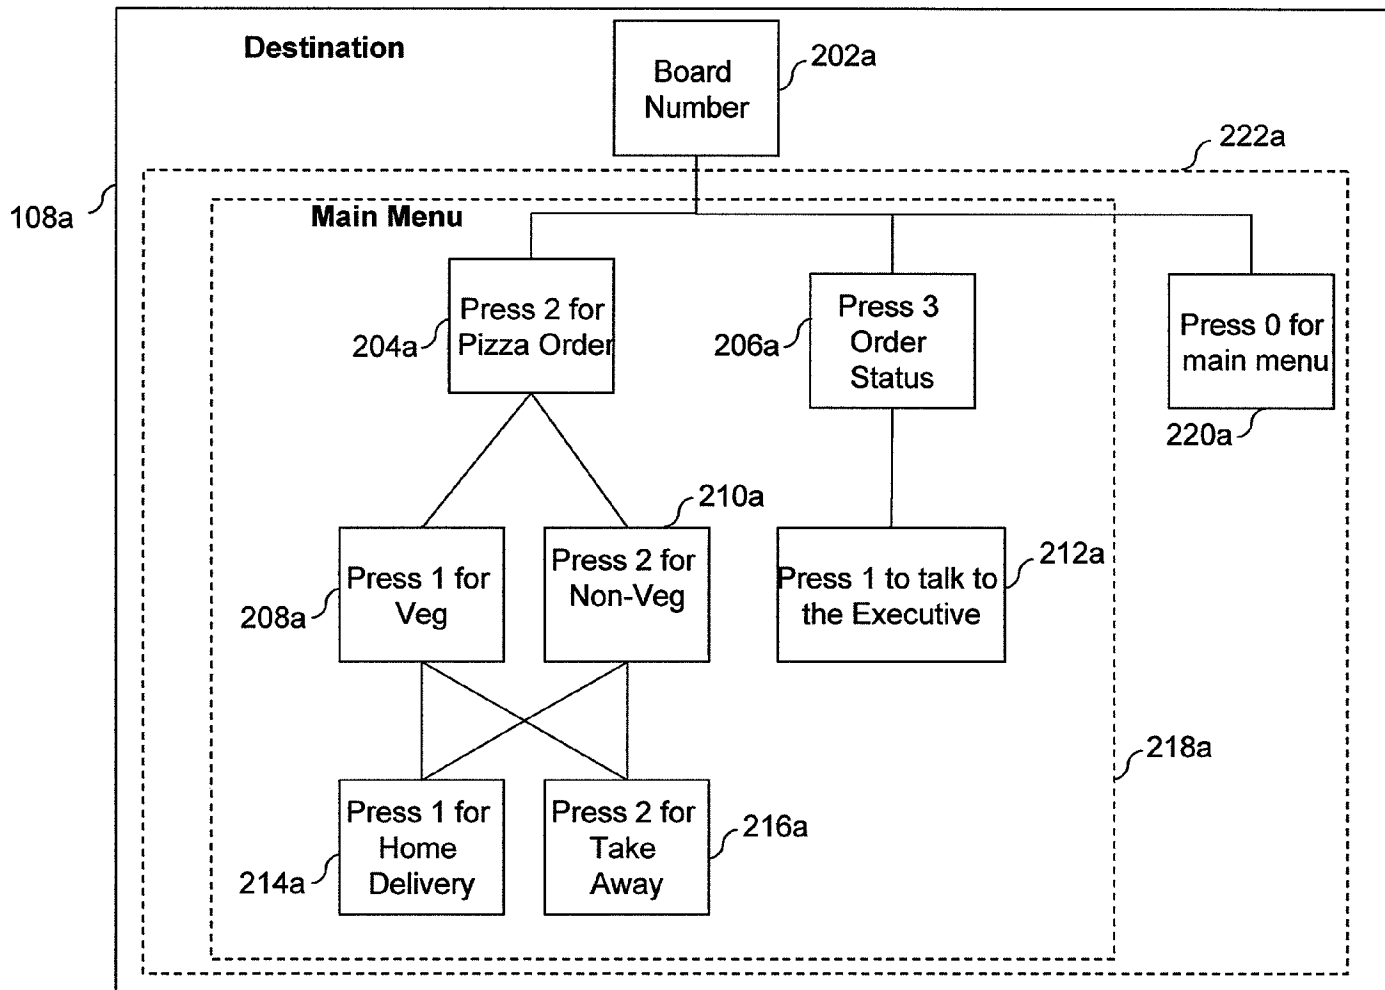 Destination
Board
Number
202a
222a
108a
Main Menu
Press 2 for
Pizza Order
204a
Press 3
Order
Status
206a
Press 0 for
main menu
220a
210a
Press 1 for
Veg
208a
Press 2 for
Non-Veg
Press 1 to talk to
the Executive
212a
218a
Press 1 for
Home
Delivery
214a
Press 2 for
Take
Away
216a